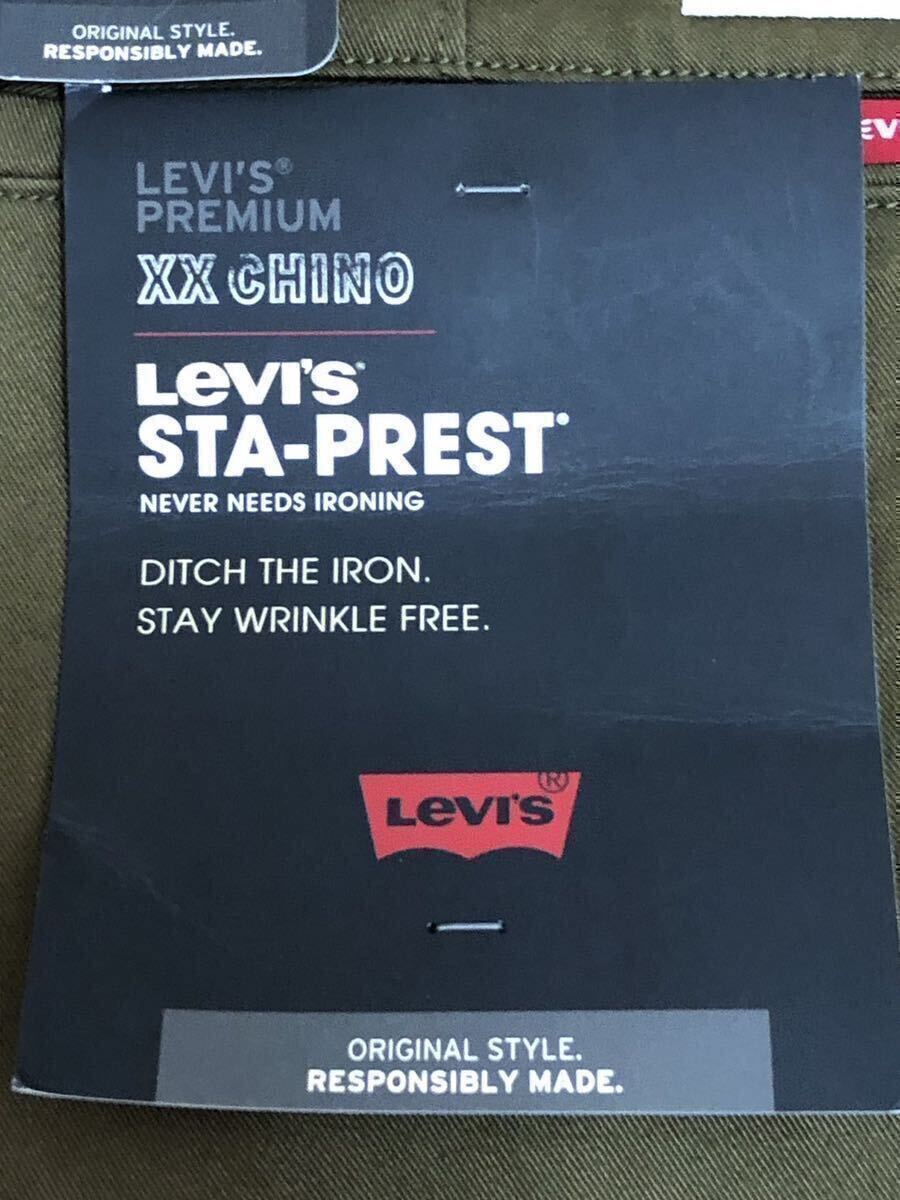 ORIGINAL STYLE.
RESPONSIBLY MADE.
LEVI'S®
PREMIUM
XX CHINO
LEVI'S
STA-PREST
NEVER NEEDS IRONING
DITCH THE IRON.
STAY WRINKLE FREE.
LEVI'S®
ORIGINAL STYLE.
RESPONSIBLY MADE.